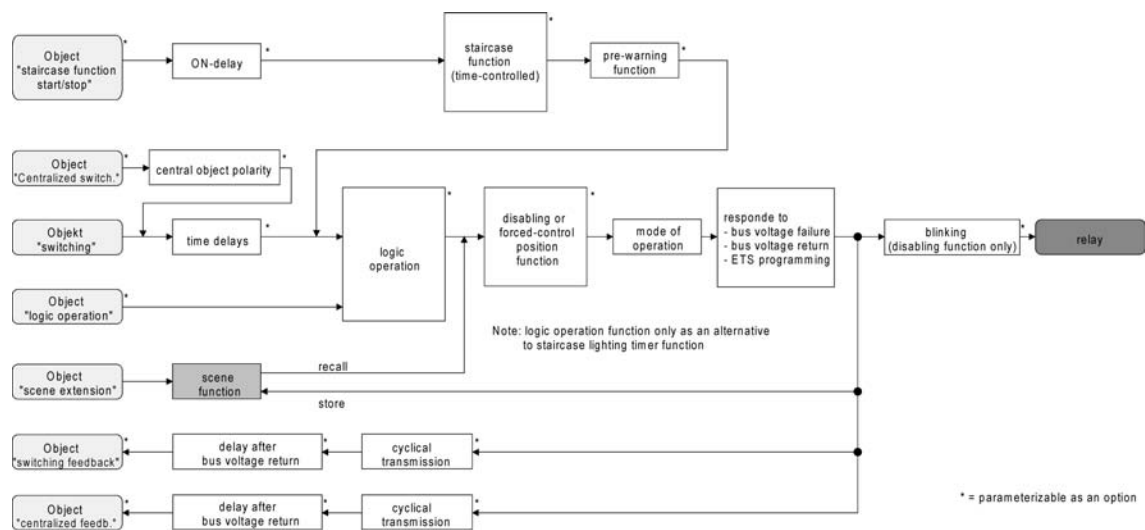 Object
"staircase function
start/stop"
*
ON-delay
*
staircase
function
(time-controlled)
*
pre-warning
function
*
Object
"Centralized switch."
*
central object polarity
*
Objekt
"switching"
time delays
*
logic
operation
*
disabling or
forced-control
position
function
*
mode of
operation
responde to
- bus voltage failure
- bus voltage return
- ETS programming
blinking
(disabling function only)
*
relay
Object
"logic operation"
*
Note: logic operation function only as an alternative
to staircase lighting timer function
Object
"scene extension"
*
scene
function
recall
store
Object
"switching feedback"
*
delay after
bus voltage return
*
cyclical
transmission
*
Object
"centralized feedb."
*
delay after
bus voltage return
*
cyclical
transmission
*
* = parameterizable as an option